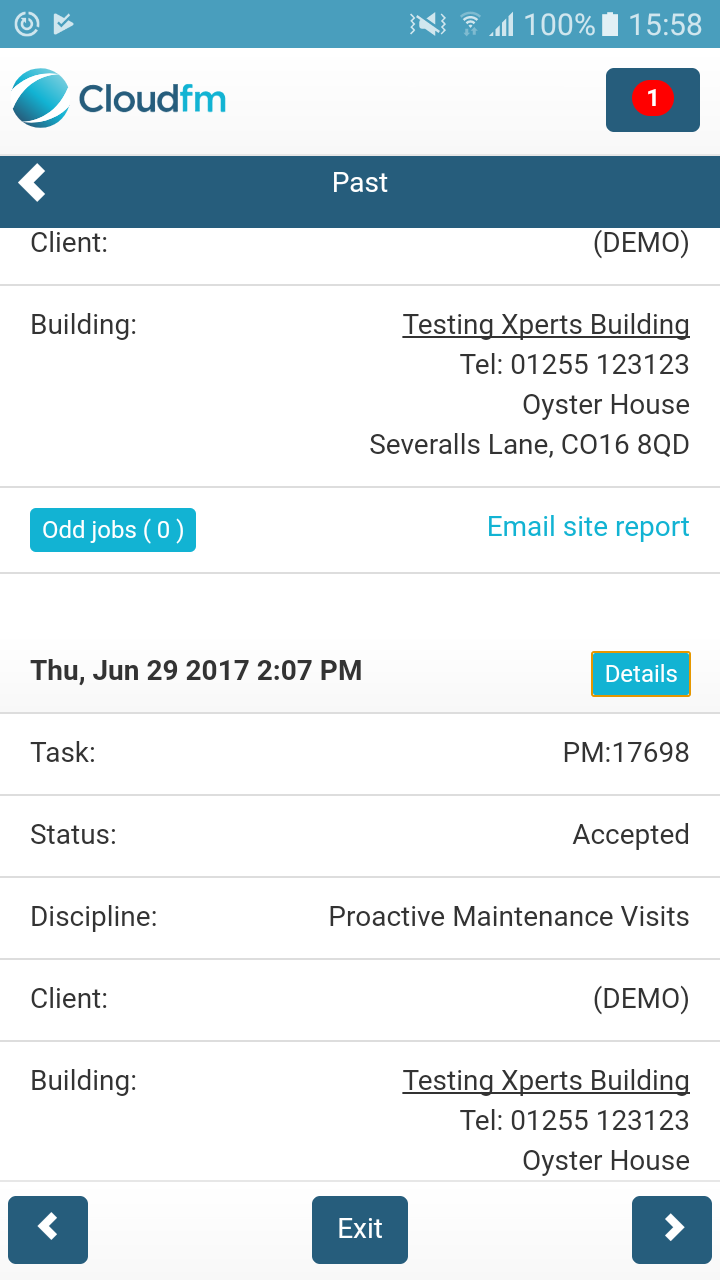 100% 15:58
Cloudfm
1
Past
Client: (DEMO)
Building: Testing Xperts Building
Tel: 01255 123123
Oyster House
Severalls Lane, CO16 8QD
Odd jobs ( 0 ) Email site report
Thu, Jun 29 2017 2:07 PM Details
Task: PM:17698
Status: Accepted
Discipline: Proactive Maintenance Visits
Client: (DEMO)
Building: Testing Xperts Building
Tel: 01255 123123
Oyster House
Exit